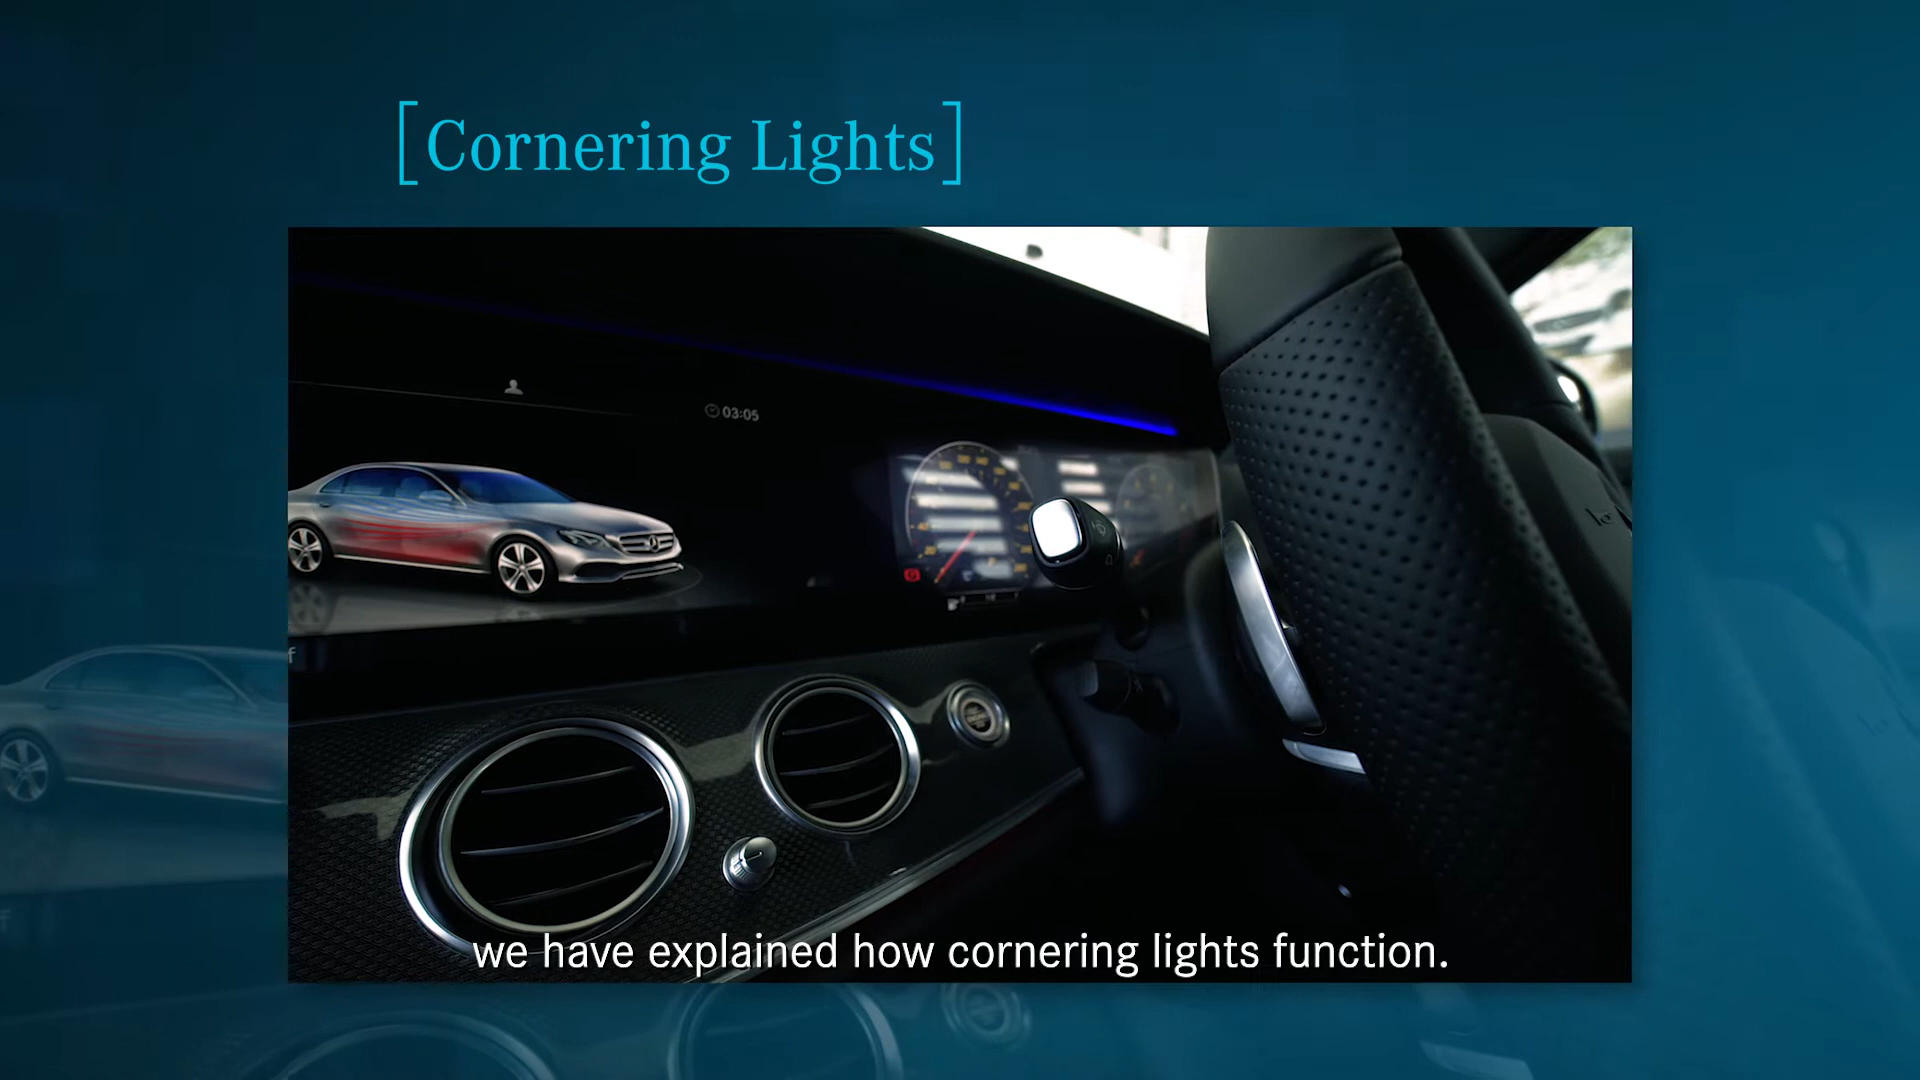 [Cornering Lights]
03:05
f
we have explained how cornering lights function.